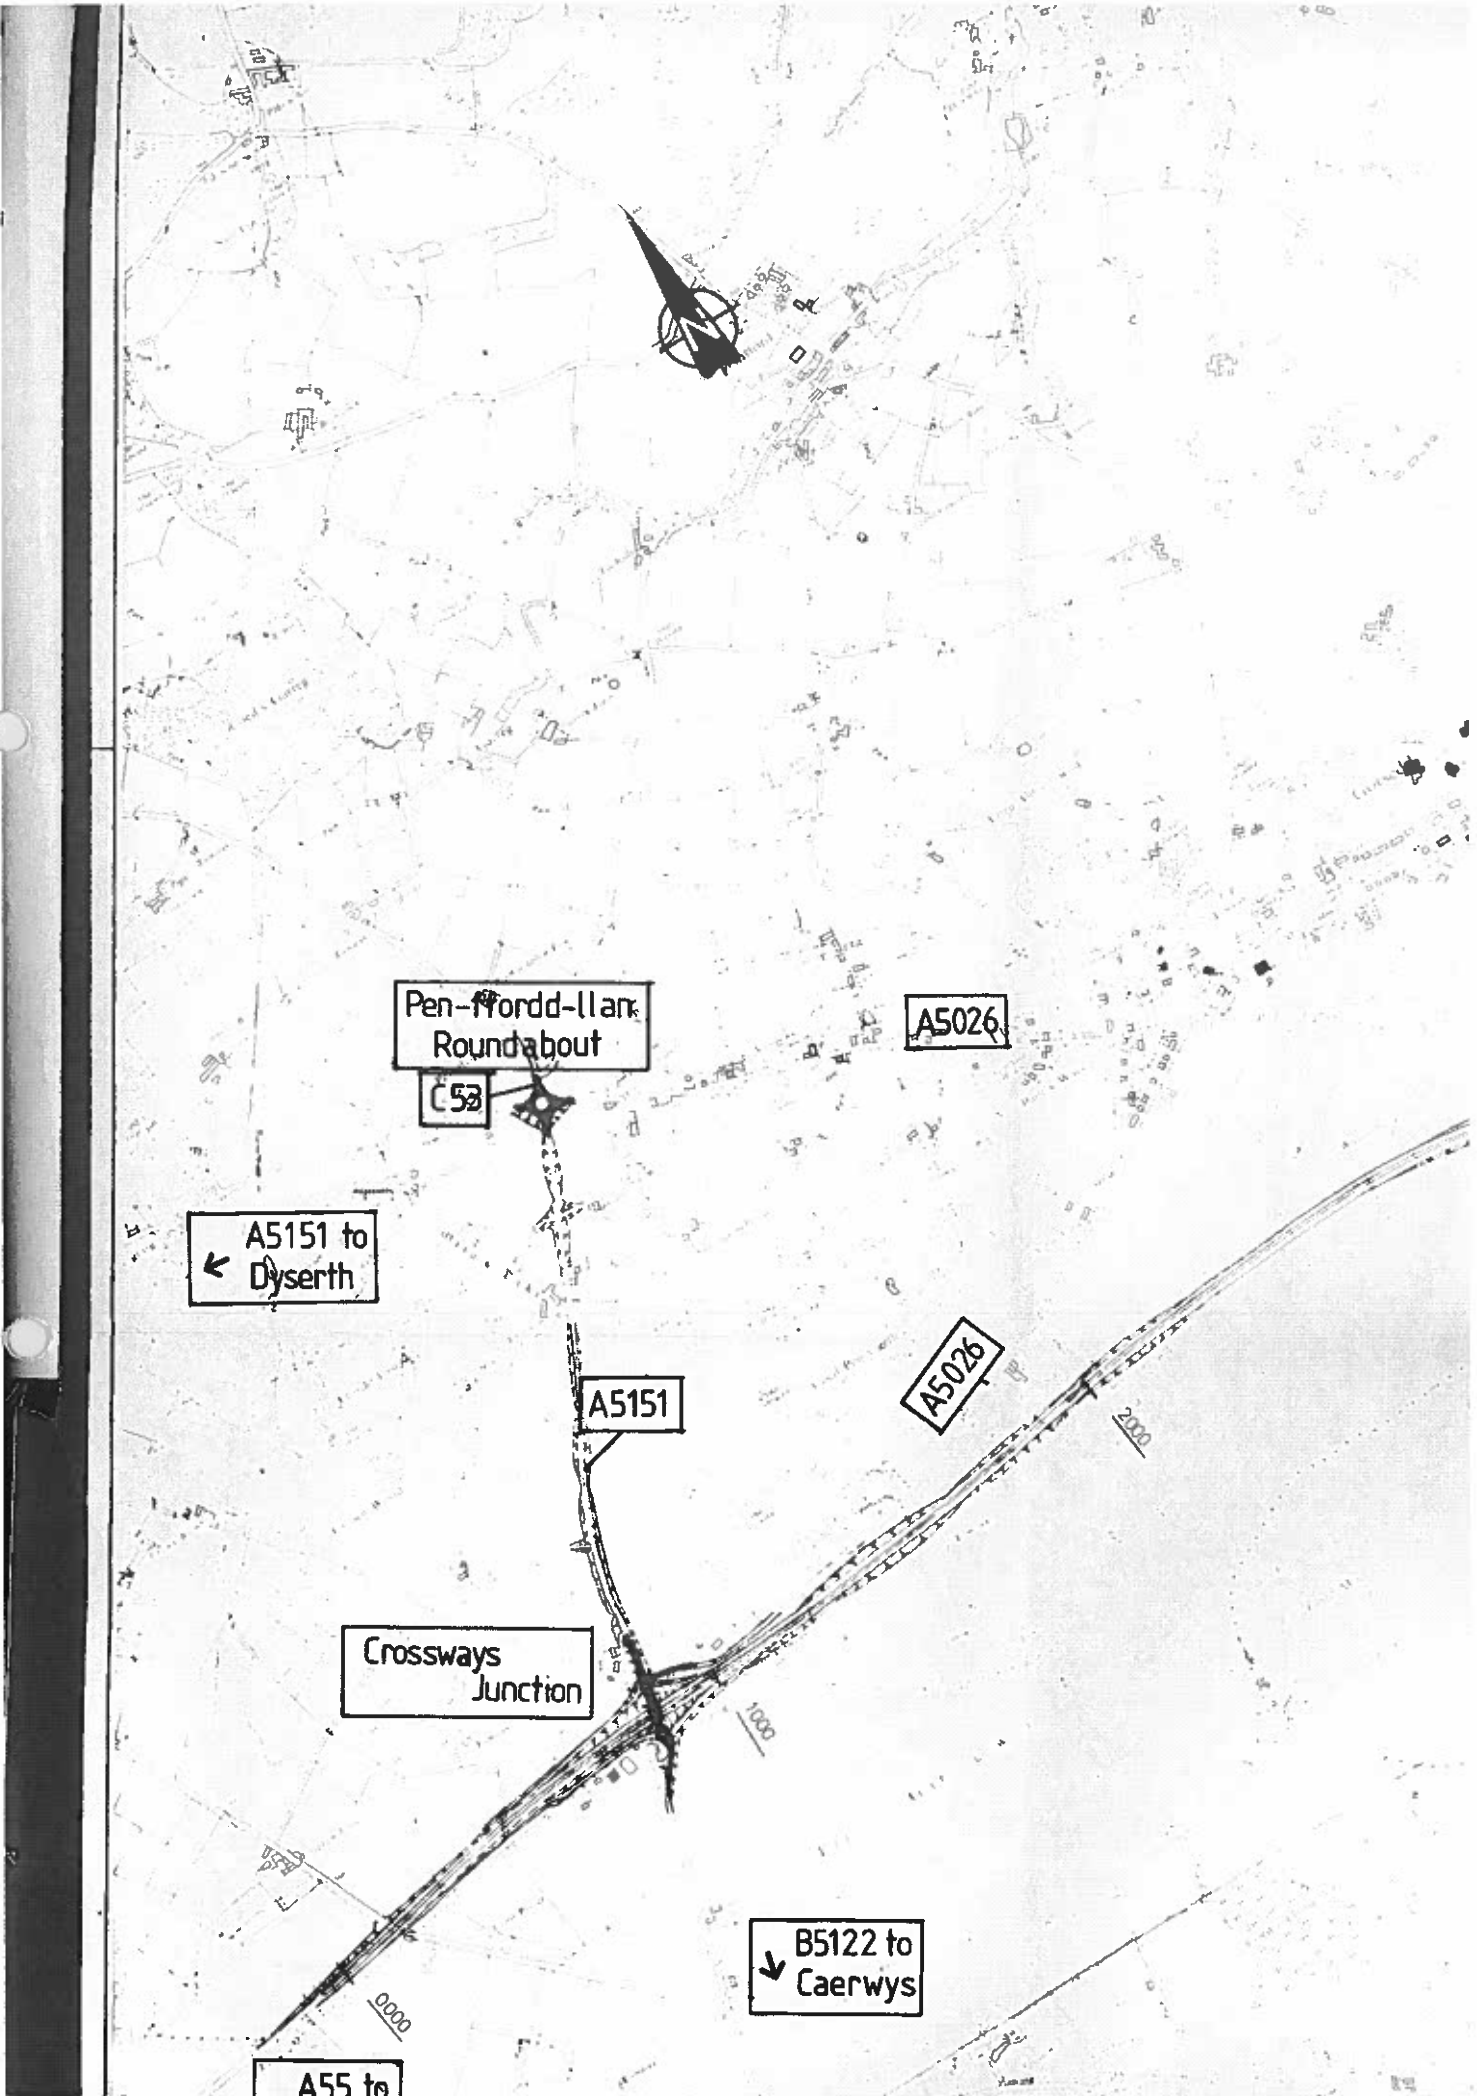 N
Pen-ffordd-llan
Roundabout
C53
A5026
A5151 to
Dyserth
A5151
A5026
2000
Crossways
Junction
1000
0000
B5122 to
Caerwys
A55 to